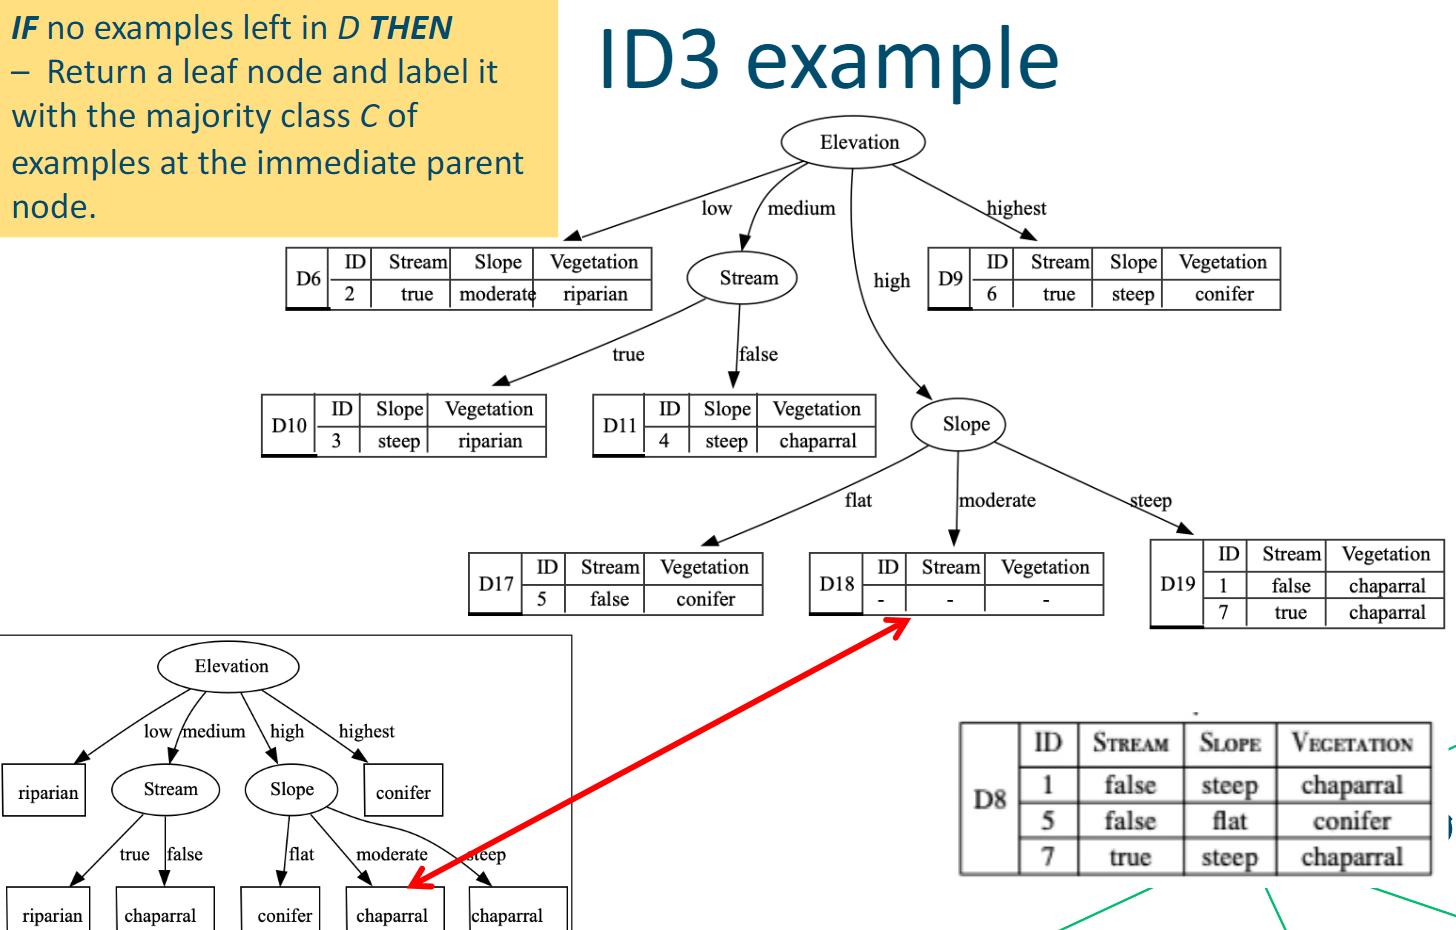 IF no examples left in D THEN
– Return a leaf node and label it
with the majority class C of
examples at the immediate parent
node.
ID3 example
Elevation
low
medium
high
highest
D6
ID Stream Slope Vegetation
2 true moderate riparian
Stream
D9
ID Stream Slope Vegetation
6 true steep conifer
true
false
D10
ID Slope Vegetation
3 steep riparian
D11
ID Slope Vegetation
4 steep chaparral
Slope
flat
moderate
steep
D17
ID Stream Vegetation
5 false conifer
D18
ID Stream Vegetation
- - -
D19
ID Stream Vegetation
1 false chaparral
7 true chaparral
Elevation
low medium high highest
riparian
Stream
Slope
conifer
true false flat moderate steep
riparian
chaparral
conifer
chaparral
chaparral
D8
ID STREAM SLOPE VEGETATION
1 false steep chaparral
5 false flat conifer
7 true steep chaparral